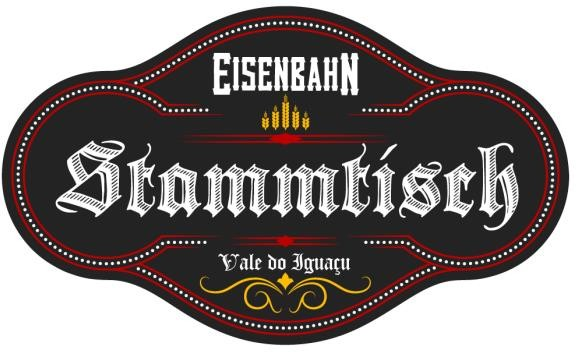 EISENBAHN
Stammtisch
Vale do Iguaçu